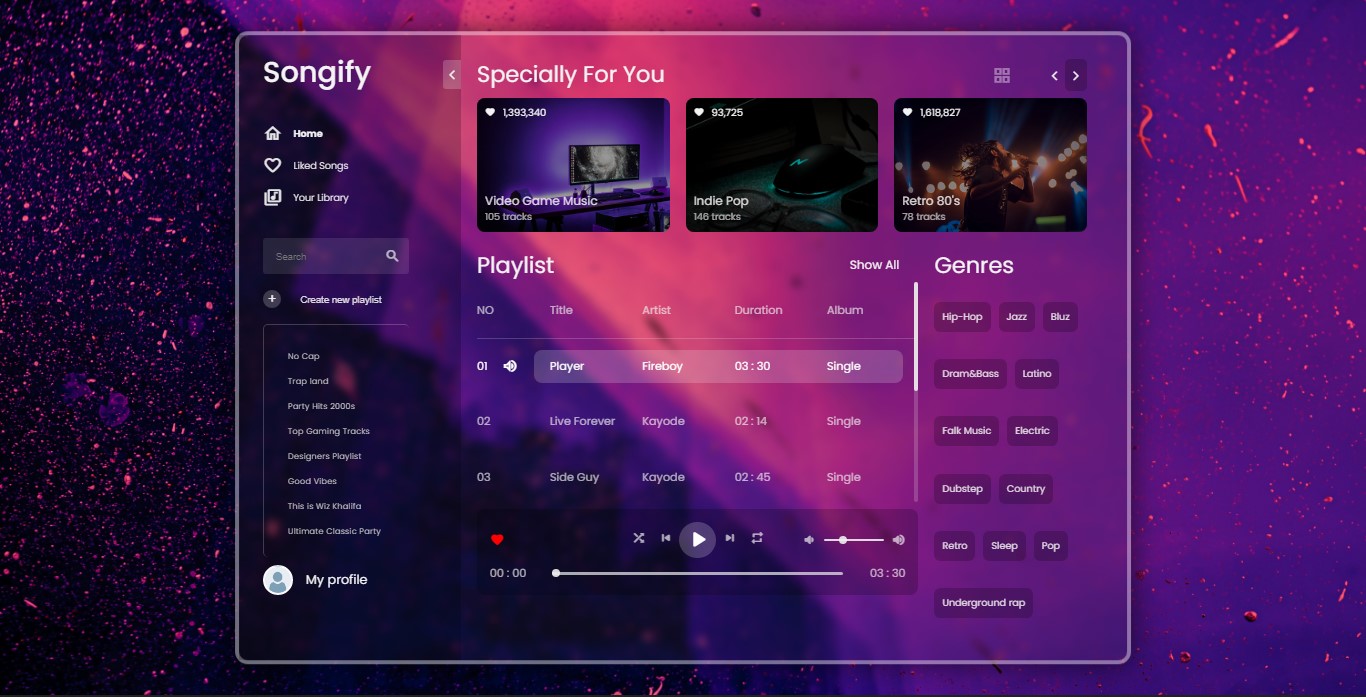 Songify
Home
Liked Songs
Your Library
Search
Create new playlist
No Cap
Trap land
Party Hits 2000s
Top Gaming Tracks
Designers Playlist
Good Vibes
This is Wiz Khalifa
Ultimate Classic Party
My profile
Specially For You
1,393,340
Video Game Music
105 tracks
93,725
Indie Pop
146 tracks
1,618,827
Retro 80's
78 tracks
Playlist
Show All
NO Title Artist Duration Album
01 Player Fireboy 03 : 30 Single
02 Live Forever Kayode 02 : 14 Single
03 Side Guy Kayode 02 : 45 Single
00 : 00
03 : 30
Genres
Hip-Hop Jazz Bluz
Dram&Bass Latino
Falk Music Electric
Dubstep Country
Retro Sleep Pop
Underground rap